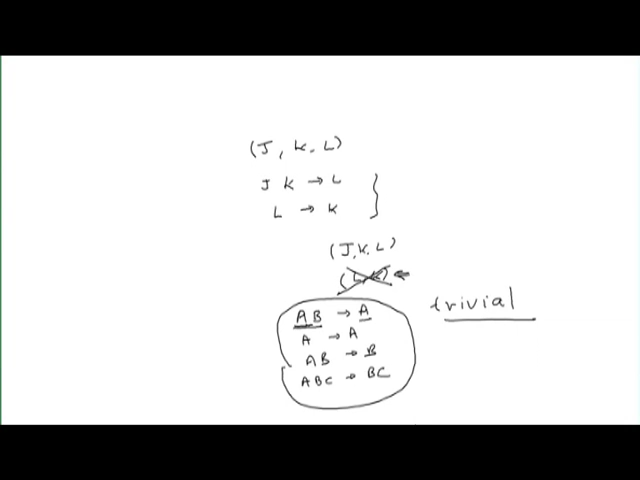 (J, K, L)
J K → L
L → K
(J, K, L)
trivial
AB → A
A → A
AB → B
ABC → BC